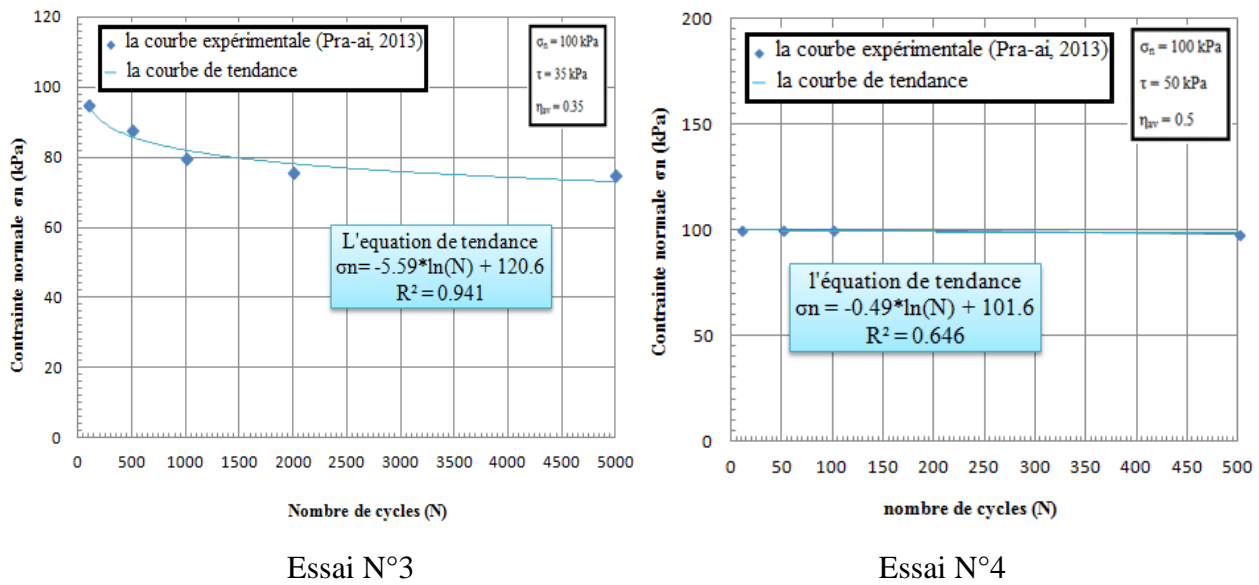 120
100
80
60
40
20
0
0 500 1000 1500 2000 2500 3000 3500 4000 4500 5000
Contrainte normale σn (kPa)
Nombre de cycles (N)
la courbe expérimentale (Pra-ai, 2013)
la courbe de tendance
σn = 100 kPa
τ = 35 kPa
ηav = 0.35
L'equation de tendance
σn= -5.59*ln(N) + 120.6
R² = 0.941
Essai N°3
200
150
100
50
0
0 50 100 150 200 250 300 350 400 450 500
Contrainte normale σn (kPa)
nombre de cycles (N)
la courbe expérimentale (Pra-ai, 2013)
la courbe de tendance
σn = 100 kPa
τ = 50 kPa
ηav = 0.5
l'équation de tendance
σn = -0.49*ln(N) + 101.6
R² = 0.646
Essai N°4